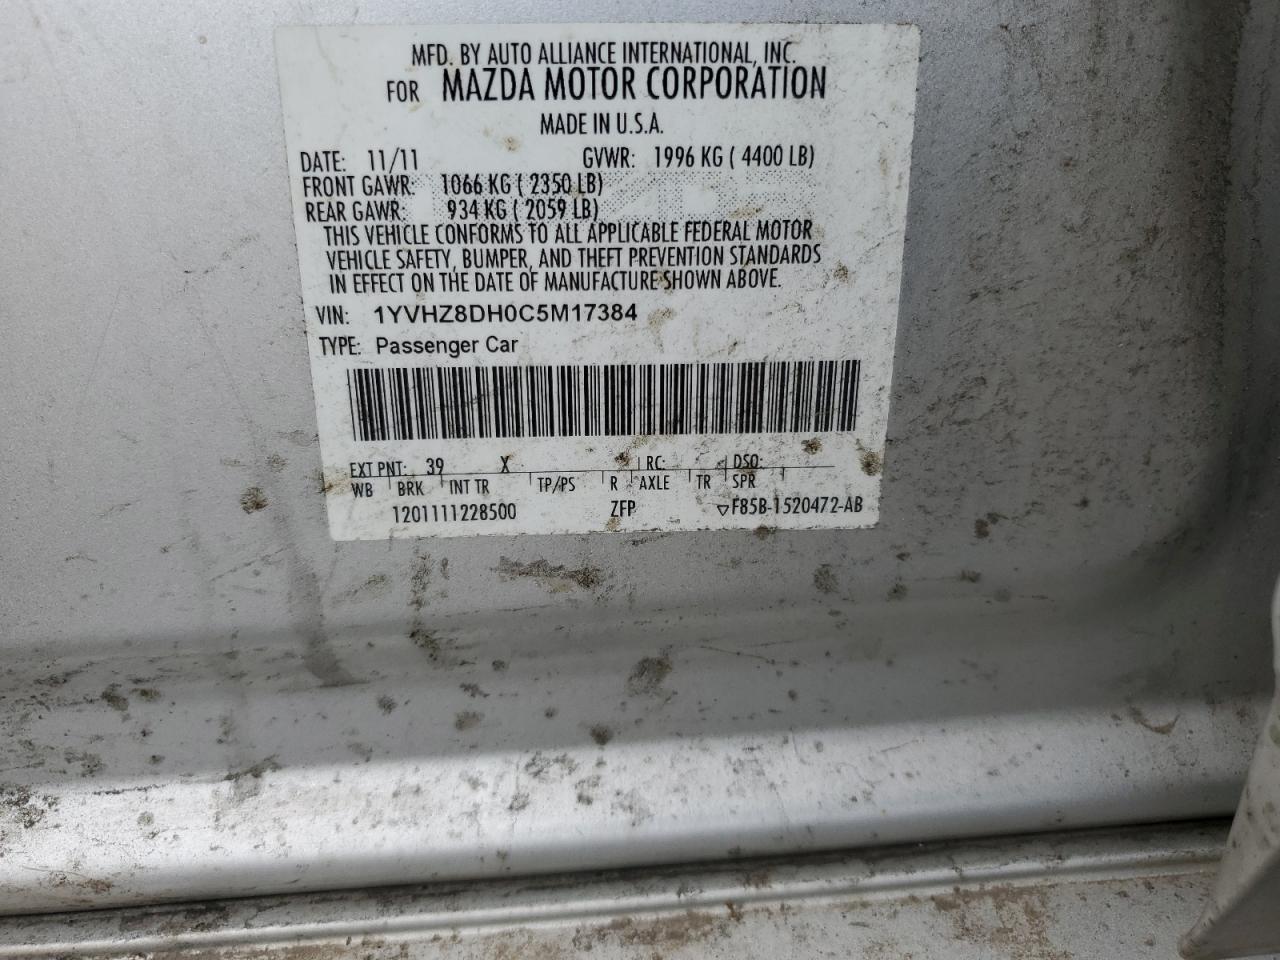 MFD. BY AUTO ALLIANCE INTERNATIONAL, INC.
FOR MAZDA MOTOR CORPORATION
MADE IN U.S.A.
DATE: 11/11 GVWR: 1996 KG ( 4400 LB)
FRONT GAWR: 1066 KG ( 2350 LB)
REAR GAWR: 934 KG ( 2059 LB)
THIS VEHICLE CONFORMS TO ALL APPLICABLE FEDERAL MOTOR
VEHICLE SAFETY, BUMPER, AND THEFT PREVENTION STANDARDS
IN EFFECT ON THE DATE OF MANUFACTURE SHOWN ABOVE.
VIN: 1YVHZ8DH0C5M17384
TYPE: Passenger Car
EXT PNT: 39 X RC: DSO:
WB BRK INT TR TP/PS R AXLE TR SPR
1201111228500 ZFP ▽F85B-1520472-AB